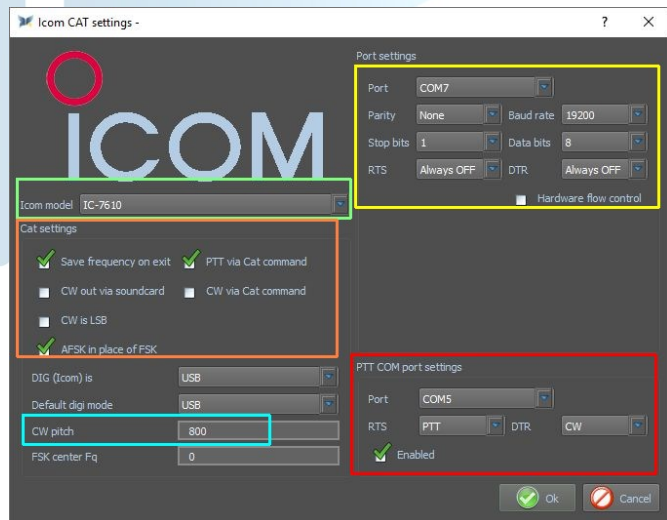 Icom CAT settings -
?
ICOM
Icom model IC-7610
Cat settings
Save frequency on exit PTT via Cat command
CW out via soundcard CW via Cat command
CW is LSB
AFSK in place of FSK
DIG (Icom) is USB
Default digi mode USB
CW pitch 800
FSK center Fq 0
Port settings
Port COM7
Parity None Baud rate 19200
Stop bits 1 Data bits 8
RTS Always OFF DTR Always OFF
Hardware flow control
PTT COM port settings
Port COM5
RTS PTT DTR CW
Enabled
Ok Cancel